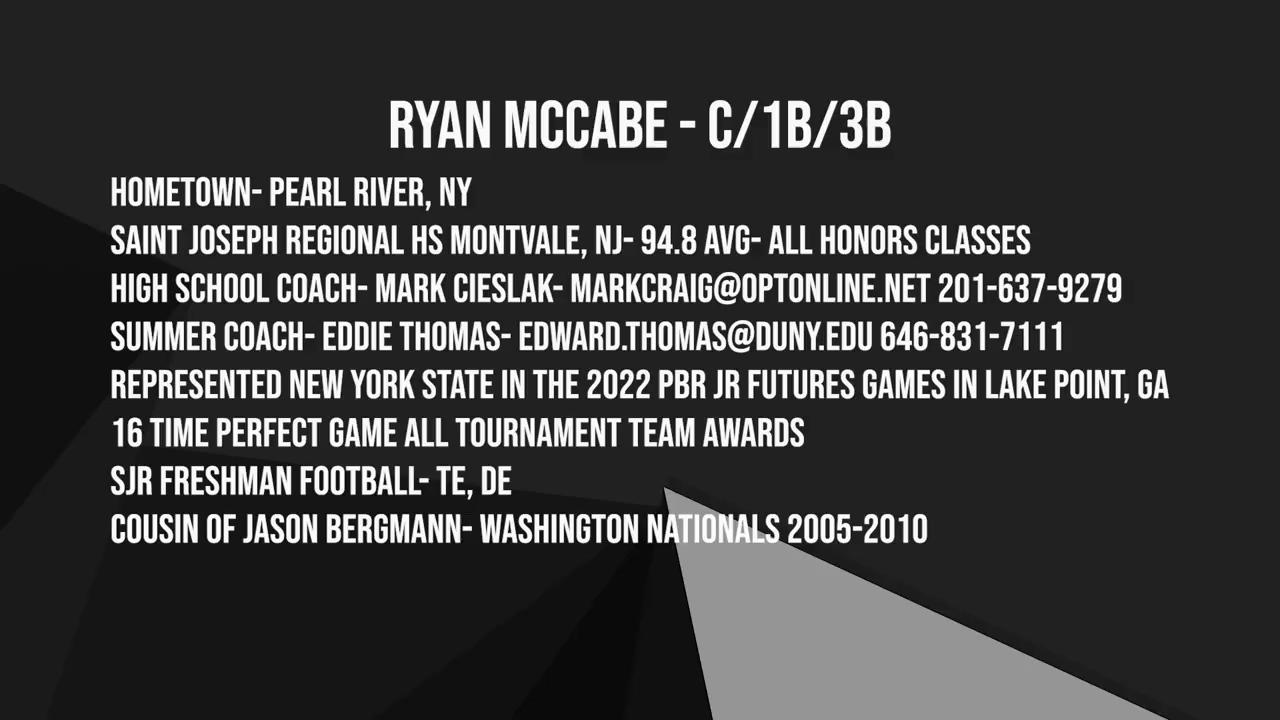 RYAN MCCABE - C/1B/3B
HOMETOWN- PEARL RIVER, NY
SAINT JOSEPH REGIONAL HS MONTVALE, NJ- 94.8 AVG- ALL HONORS CLASSES
HIGH SCHOOL COACH- MARK CIESLAK- MARKCRAIG@OPTONLINE.NET 201-637-9279
SUMMER COACH- EDDIE THOMAS- EDWARD.THOMAS@DUNY.EDU 646-831-7111
REPRESENTED NEW YORK STATE IN THE 2022 PBR JR FUTURES GAMES IN LAKE POINT, GA
16 TIME PERFECT GAME ALL TOURNAMENT TEAM AWARDS
SJR FRESHMAN FOOTBALL- TE, DE
COUSIN OF JASON BERGMANN- WASHINGTON NATIONALS 2005-2010